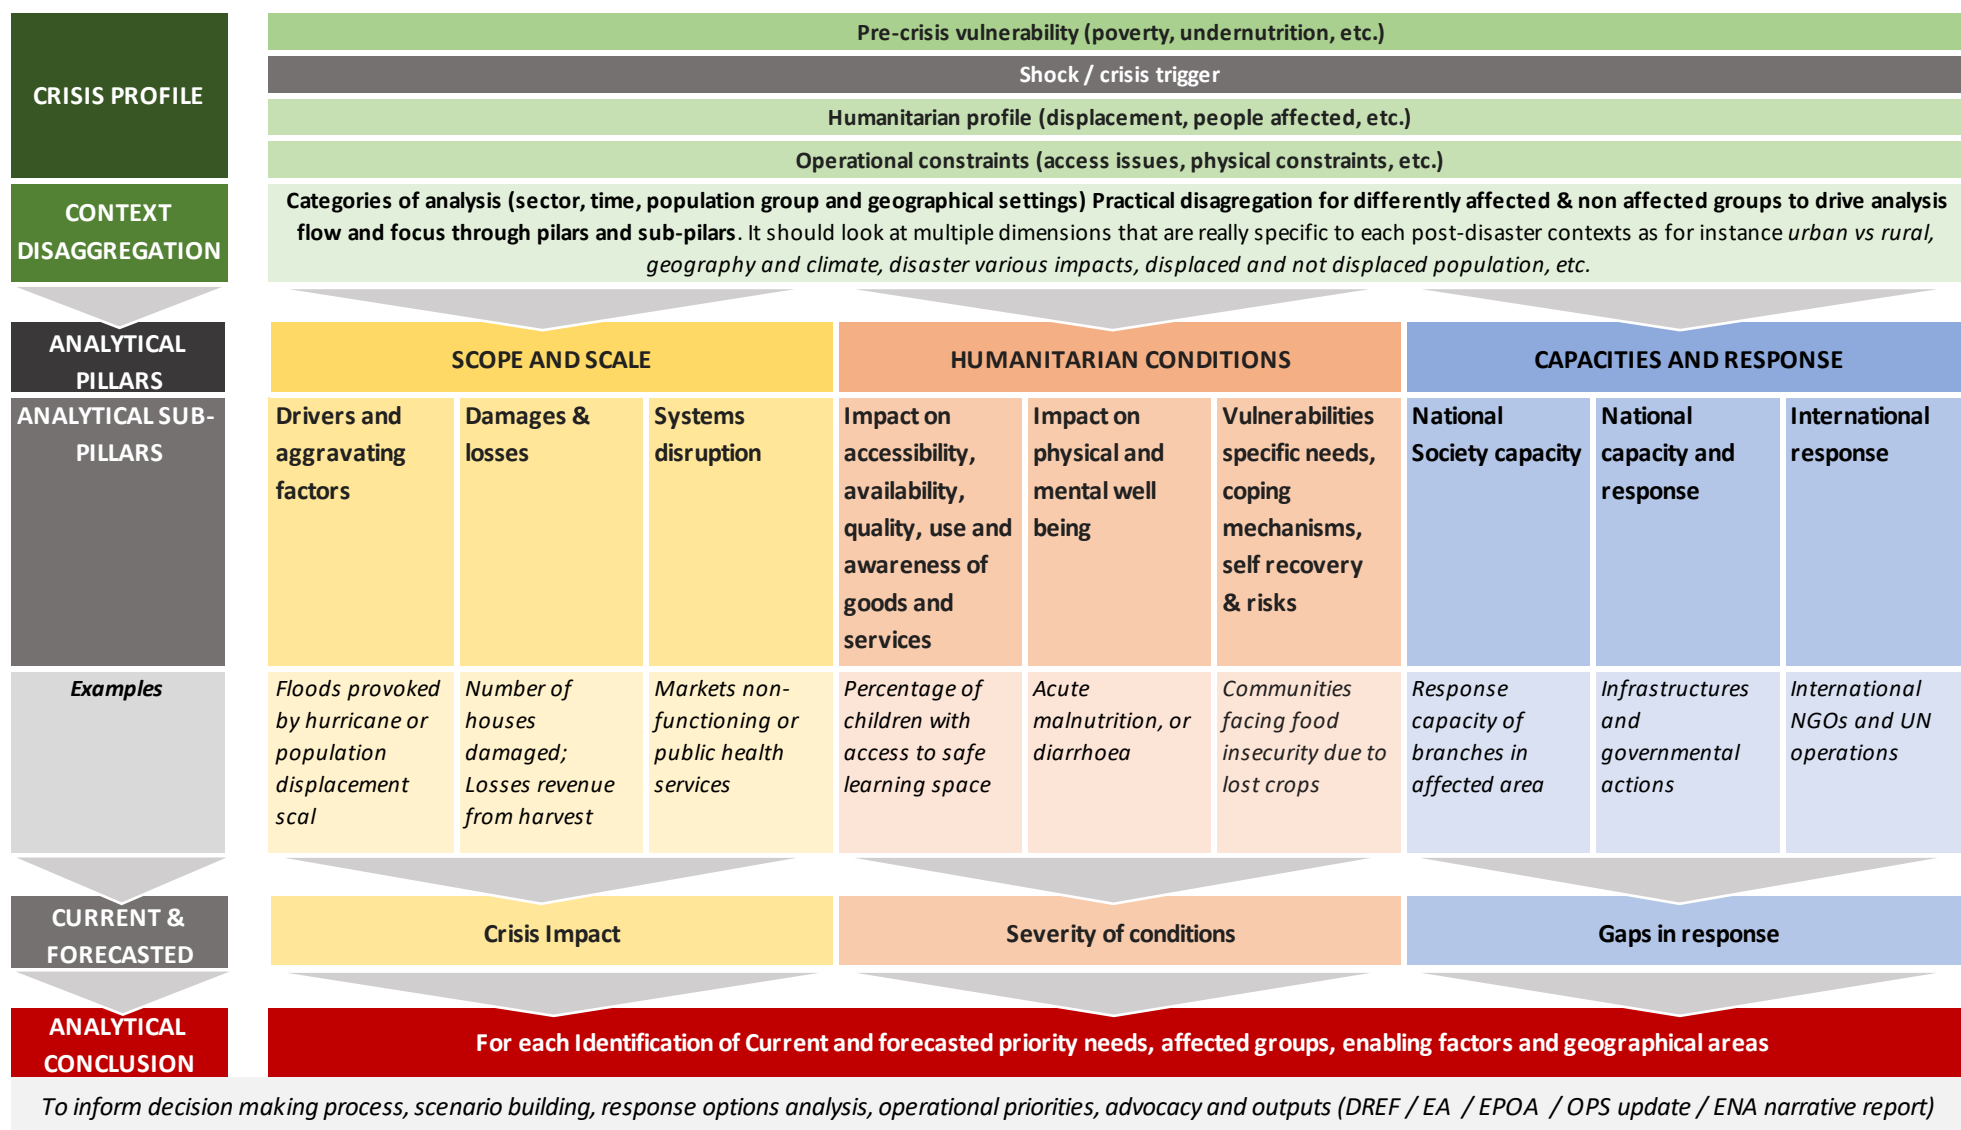 CRISIS PROFILE
Pre-crisis vulnerability (poverty, undernutrition, etc.)
Shock / crisis trigger
Humanitarian profile (displacement, people affected, etc.)
Operational constraints (access issues, physical constraints, etc.)
CONTEXT
DISAGGREGATION
Categories of analysis (sector, time, population group and geographical settings) Practical disagregation for differently affected & non affected groups to drive analysis
flow and focus through pilars and sub-pilars. It should look at multiple dimensions that are really specific to each post-disaster contexts as for instance urban vs rural,
geography and climate, disaster various impacts, displaced and not displaced population, etc.
ANALYTICAL
PILLARS
SCOPE AND SCALE
HUMANITARIAN CONDITIONS
CAPACITIES AND RESPONSE
ANALYTICAL SUB-
PILLARS
Drivers and
aggravating
factors
Damages &
losses
Systems
disruption
Impact on
accessibility,
availability,
quality, use and
awareness of
goods and
services
Impact on
physical and
mental well
being
Vulnerabilities
specific needs,
coping
mechanisms,
self recovery
& risks
National
Society capacity
National
capacity and
response
International
response
Examples
Floods provoked
by hurricane or
population
displacement
scal
Number of
houses
damaged;
Losses revenue
from harvest
Markets non-
functioning or
public health
services
Percentage of
children with
access to safe
learning space
Acute
malnutrition, or
diarrhoea
Communities
facing food
insecurity due to
lost crops
Response
capacity of
branches in
affected area
Infrastructures
and
governmental
actions
International
NGOs and UN
operations
CURRENT &
FORECASTED
Crisis Impact
Severity of conditions
Gaps in response
ANALYTICAL
CONCLUSION
For each Identification of Current and forecasted priority needs, affected groups, enabling factors and geographical areas
To inform decision making process, scenario building, response options analysis, operational priorities, advocacy and outputs (DREF / EA / EPOA / OPS update / ENA narrative report)